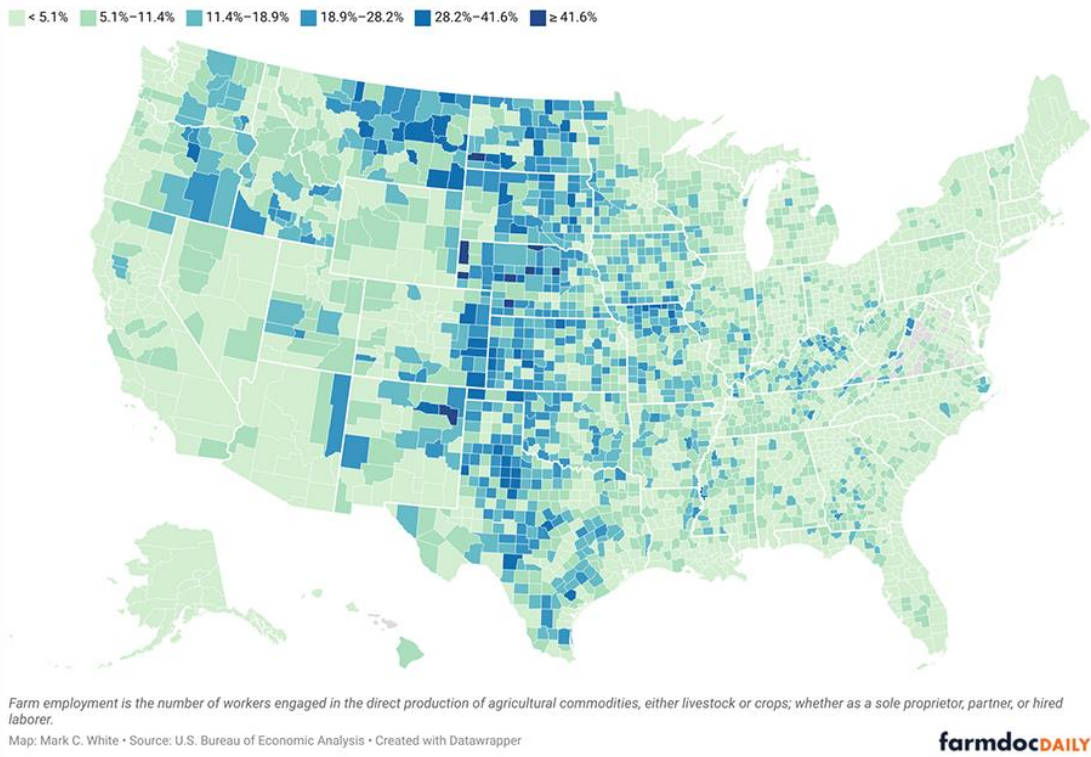 < 5.1% 5.1%–11.4% 11.4%–18.9% 18.9%–28.2% 28.2%–41.6% ≥ 41.6%
Farm employment is the number of workers engaged in the direct production of agricultural commodities, either livestock or crops; whether as a sole proprietor, partner, or hired
laborer.
Map: Mark C. White • Source: U.S. Bureau of Economic Analysis • Created with Datawrapper
farmdocDAILY